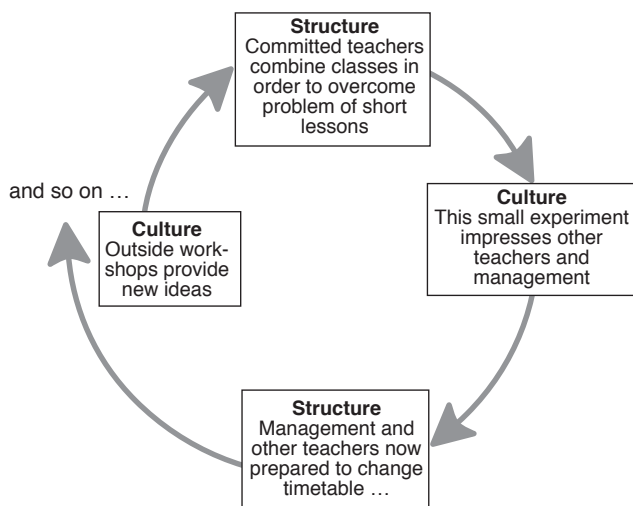 Structure
Committed teachers
combine classes in
order to overcome
problem of short
lessons
and so on …
Culture
Outside work-
shops provide
new ideas
Culture
This small experiment
impresses other
teachers and
management
Structure
Management and
other teachers now
prepared to change
timetable …